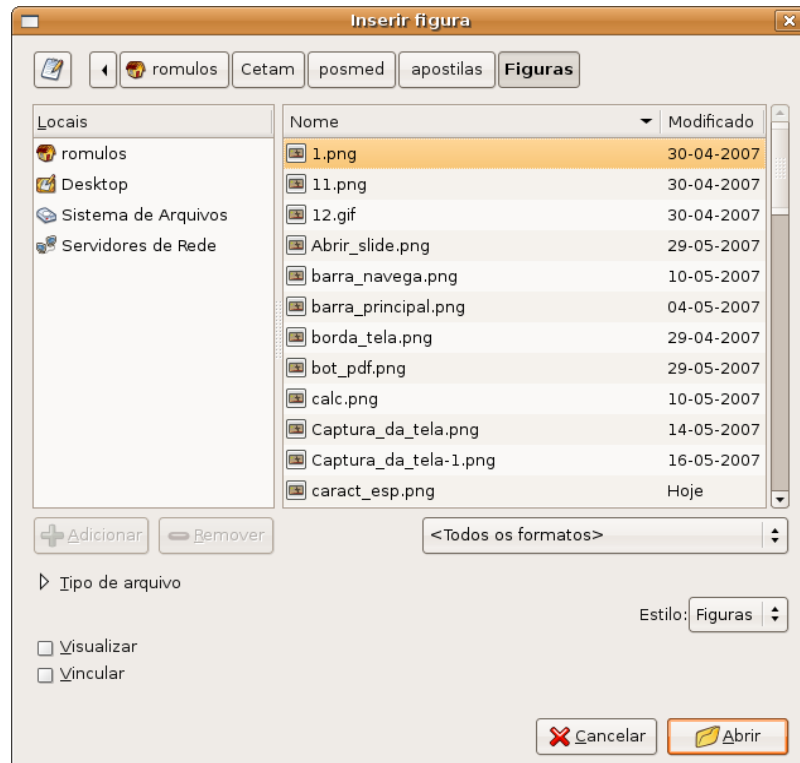 Inserir figura
romulos Cetam posmed apostilas Figuras
Locais Nome Modificado
romulos 1.png 30-04-2007
Desktop 11.png 30-04-2007
Sistema de Arquivos 12.gif 30-04-2007
Servidores de Rede Abrir_slide.png 29-05-2007
barra_navega.png 10-05-2007
barra_principal.png 04-05-2007
borda_tela.png 29-04-2007
bot_pdf.png 29-05-2007
calc.png 10-05-2007
Captura_da_tela.png 14-05-2007
Captura_da_tela-1.png 16-05-2007
caract_esp.png Hoje
Adicionar Remover <Todos os formatos>
Tipo de arquivo
Estilo: Figuras
Visualizar
Vincular
Cancelar Abrir